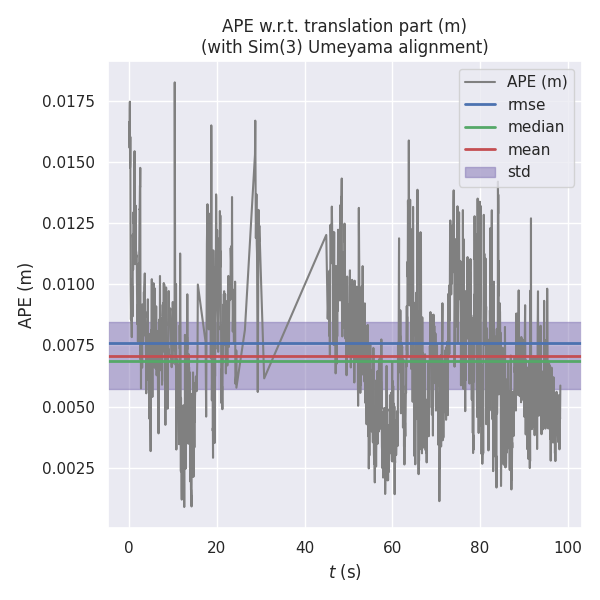 APE w.r.t. translation part (m)
(with Sim(3) Umeyama alignment)
APE (m)
rmse
median
mean
std
0.0175
0.0150
0.0125
0.0100
0.0075
0.0050
0.0025
APE (m)
0 20 40 60 80 100
t (s)